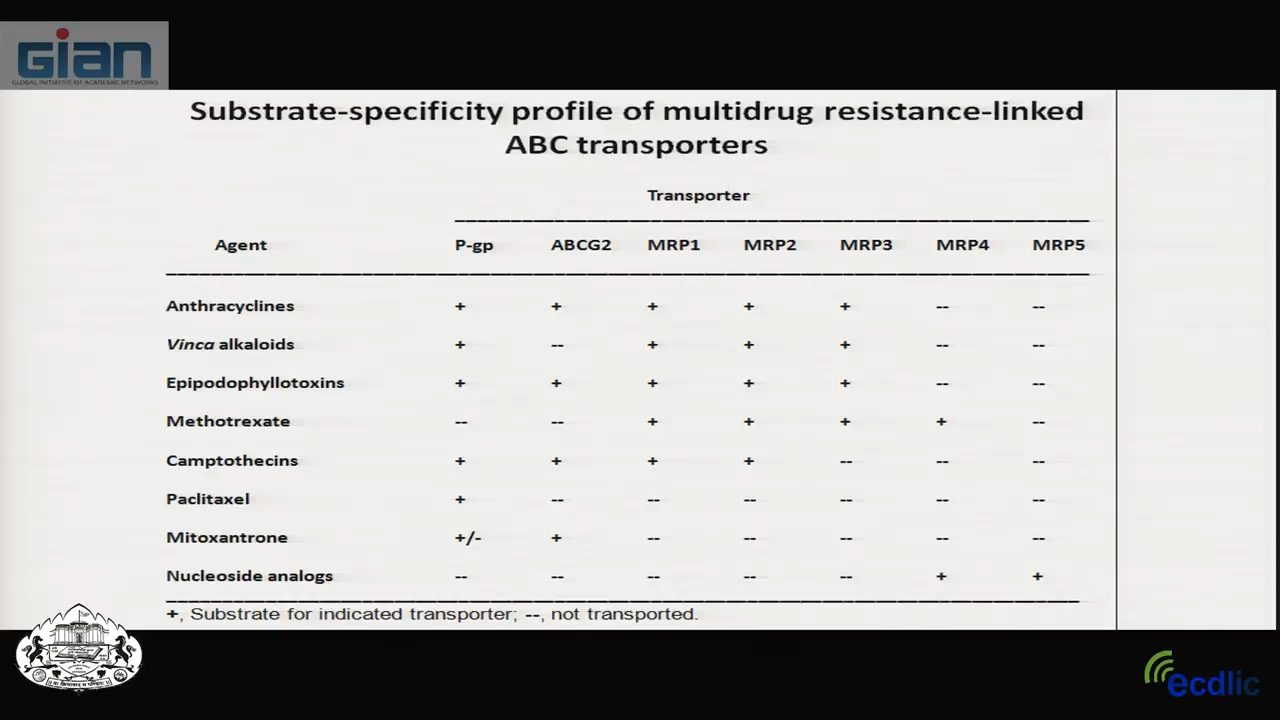 GIAN
GLOBAL INITIATIVE OF ACADEMIC NETWORKS
Substrate-specificity profile of multidrug resistance-linked
ABC transporters
Transporter
Agent P-gp ABCG2 MRP1 MRP2 MRP3 MRP4 MRP5
Anthracyclines + + + + + -- --
Vinca alkaloids + -- + + + -- --
Epipodophyllotoxins + + + + + -- --
Methotrexate -- -- + + + + --
Camptothecins + + + + -- -- --
Paclitaxel + -- -- -- -- -- --
Mitoxantrone +/- + -- -- -- -- --
Nucleoside analogs -- -- -- -- -- + +
+, Substrate for indicated transporter; --, not transported.
ecdlic